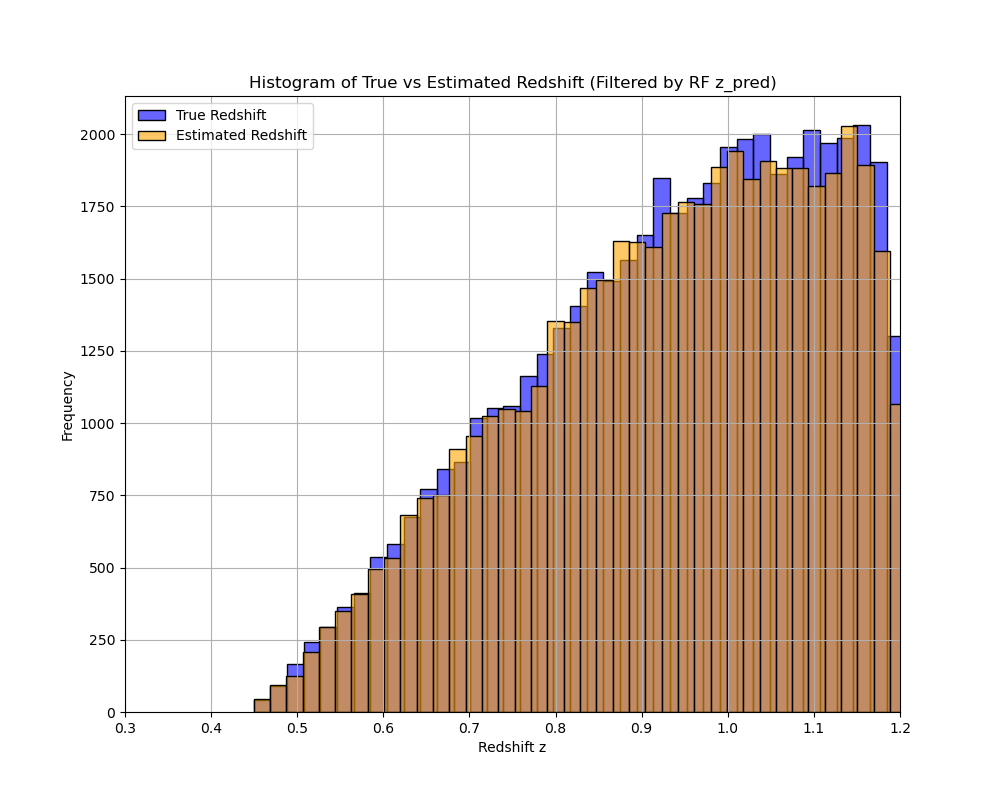 Histogram of True vs Estimated Redshift (Filtered by RF z_pred)
True Redshift
Estimated Redshift
2000
1750
1500
1250
1000
750
500
250
0
Frequency
0.3 0.4 0.5 0.6 0.7 0.8 0.9 1.0 1.1 1.2
Redshift z